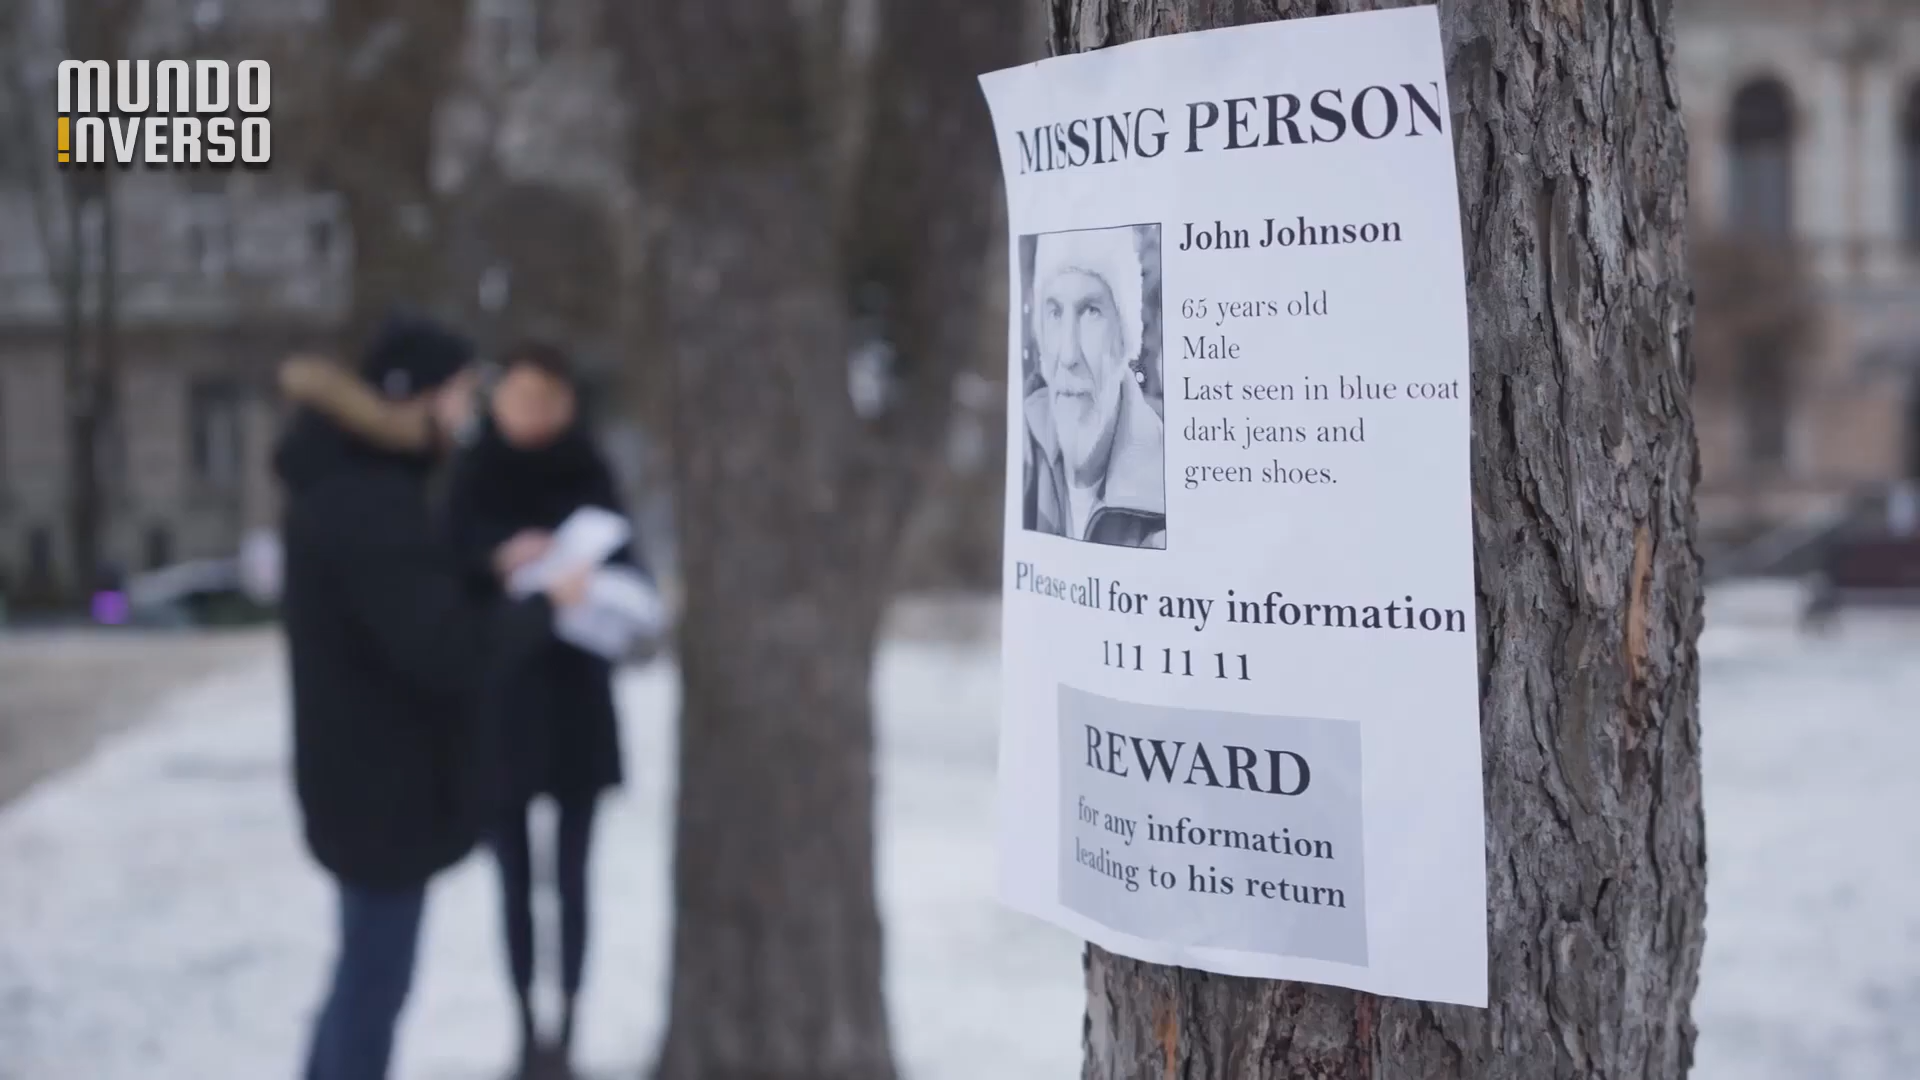 MUNDO
INVERSO
MISSING PERSON
John Johnson
65 years old
Male
Last seen in blue coat
dark jeans and
green shoes.
Please call for any information
111 11 11
REWARD
for any information
leading to his return